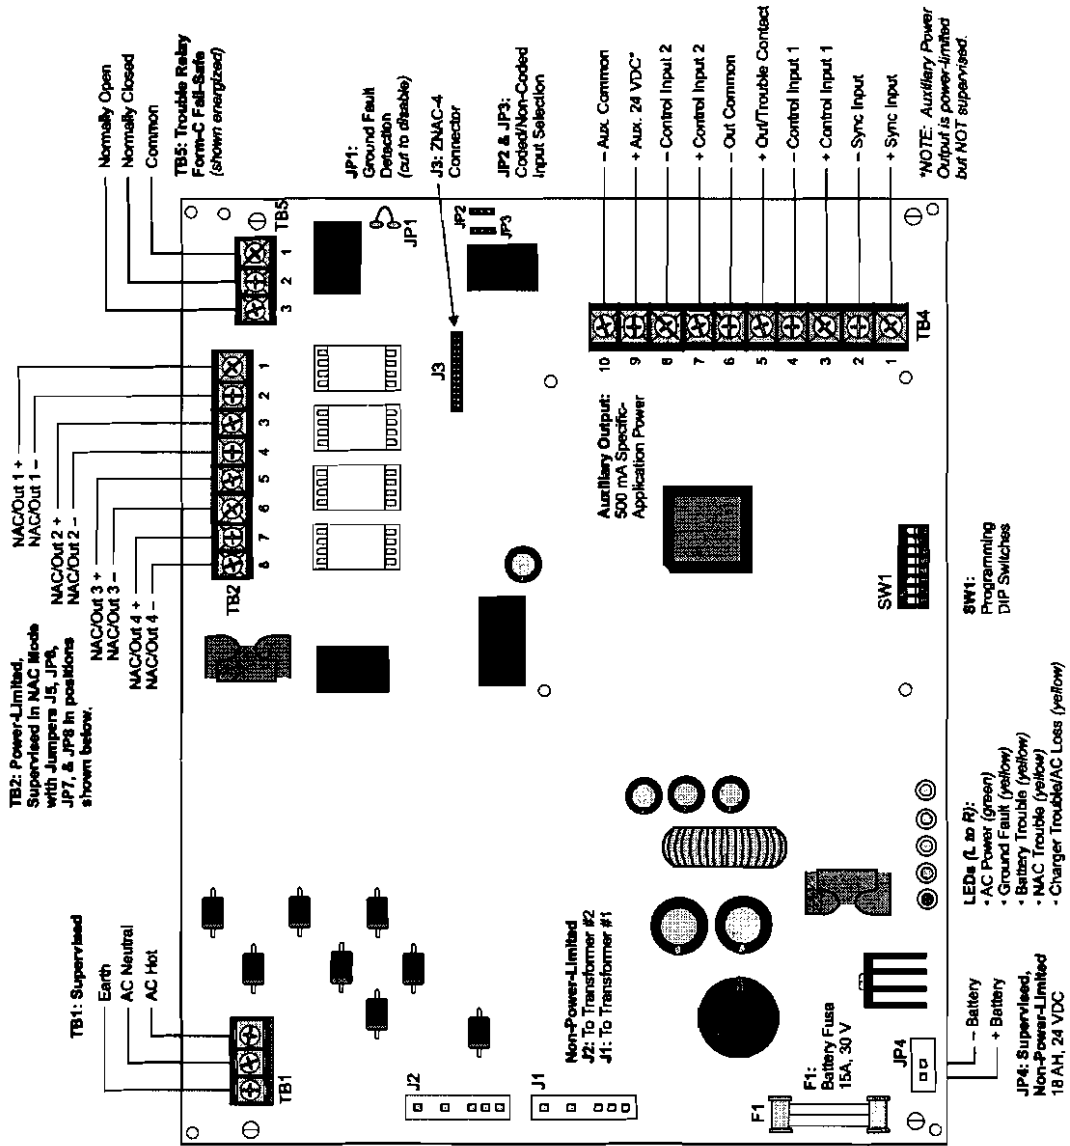 TB1: Supervised
Earth
AC Neutral
AC Hot
TB1
TB2: Power-Limited,
Supervised in NAC Mode
with Jumpers J5, JP6,
JP7, & JP8 in positions
shown below.
NAC/Out 1 +
NAC/Out 1 –
NAC/Out 2 +
NAC/Out 2 –
NAC/Out 3 +
NAC/Out 3 –
NAC/Out 4 +
NAC/Out 4 –
TB2
8
7
6
5
4
3
2
1
Normally Open
Normally Closed
Common
TB5: Trouble Relay
Form-C Fail-Safe
(shown energized)
3
2
1
TB5
JP1:
Ground Fault
Detection
(cut to disable)
JP1
J3: ZNAC-4
Connector
J3
JP2 & JP3:
Coded/Non-Coded
Input Selection
JP2
JP3
J2
J1
Non-Power-Limited
J2: To Transformer #2
J1: To Transformer #1
Auxiliary Output:
500 mA Specific-
Application Power
10
9
8
7
6
5
4
3
2
1
TB4
– Aux. Common
+ Aux. 24 VDC*
– Control Input 2
+ Control Input 2
– Out Common
+ Out/Trouble Contact
– Control Input 1
+ Control Input 1
– Sync Input
+ Sync Input
*NOTE: Auxiliary Power
Output is power-limited
but NOT supervised.
F1
F1:
Battery Fuse
15A, 30 V
JP4
– Battery
+ Battery
JP4: Supervised,
Non-Power-Limited
18 AH, 24 VDC
LEDs (L to R):
• AC Power (green)
• Ground Fault (yellow)
• Battery Trouble (yellow)
• NAC Trouble (yellow)
• Charger Trouble/AC Loss (yellow)
SW1
SW1:
Programming
DIP Switches